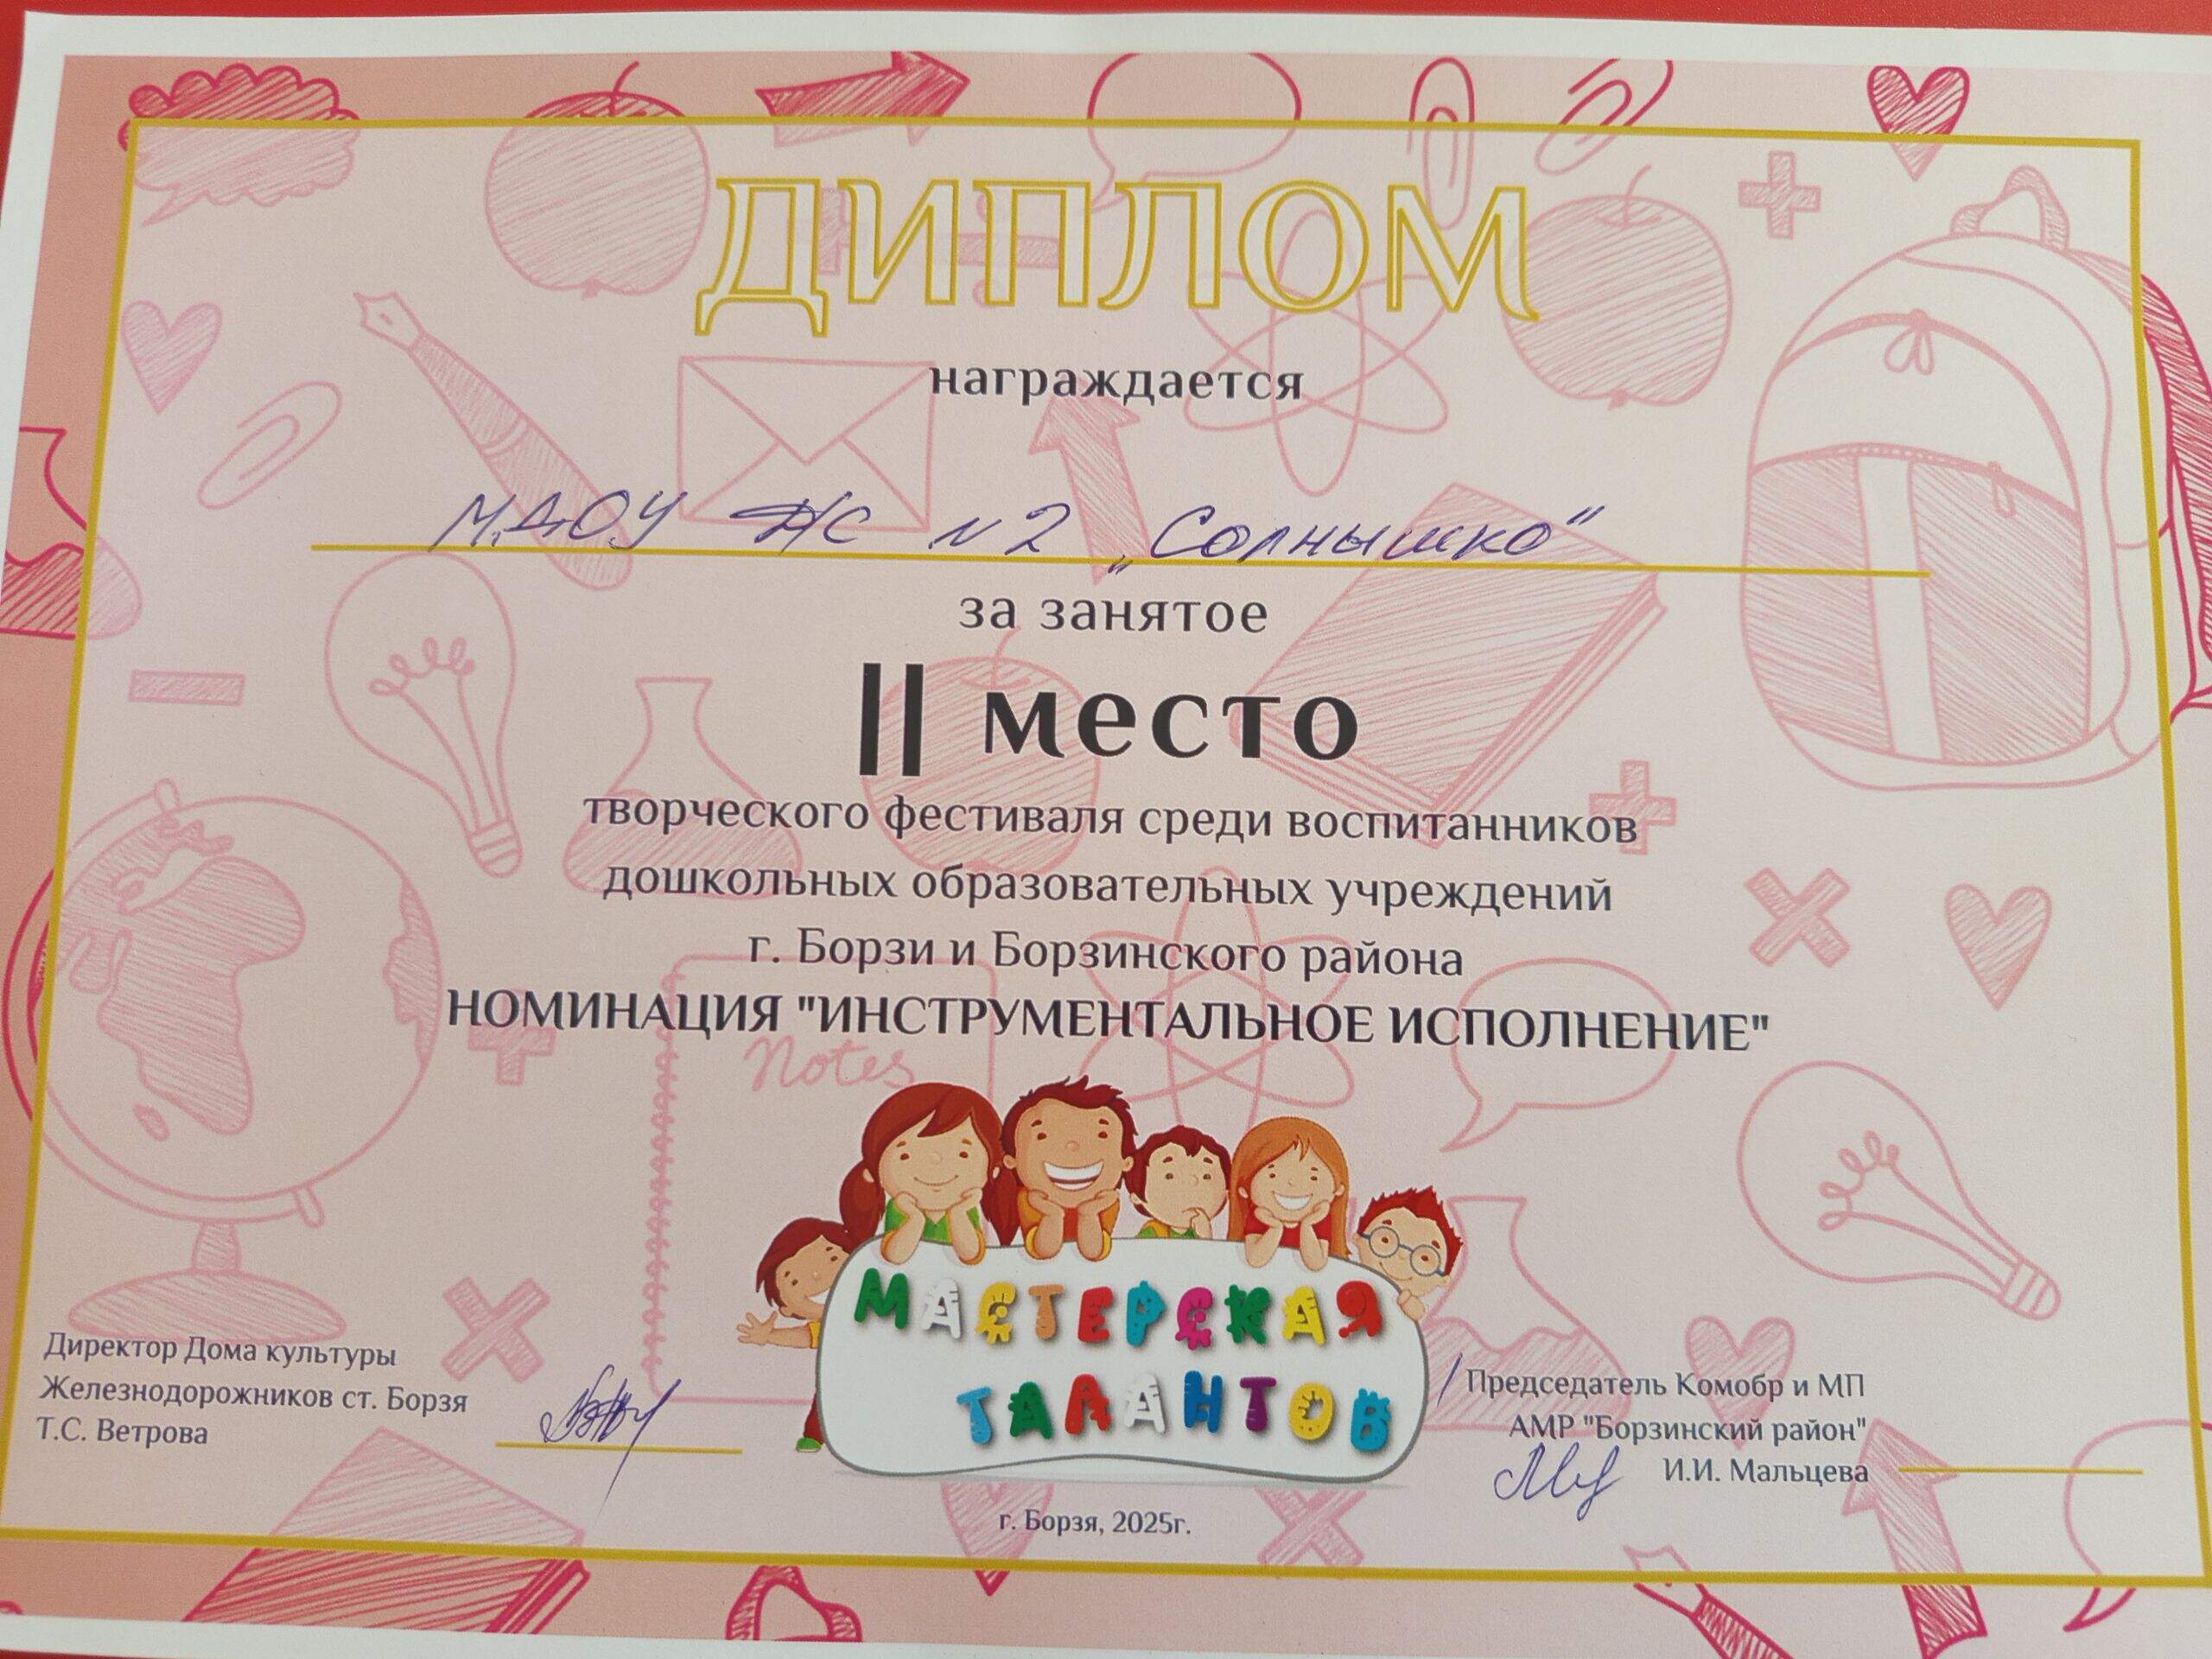 ДИПЛОМ
награждается
МДОУ д/с N2 „Солнышко"
за занятое
II место
творческого фестиваля среди воспитанников
дошкольных образовательных учреждений
г. Борзи и Борзинского района
НОМИНАЦИЯ "ИНСТРУМЕНТАЛЬНОЕ ИСПОЛНЕНИЕ"
Notes
МАСТЕРСКАЯ
ТАЛАНТОВ
Директор Дома культуры
Железнодорожников ст. Борзя
Т.С. Ветрова
Председатель Комобр и МП
АМР "Борзинский район"
И.И. Мальцева
г. Борзя, 2025г.